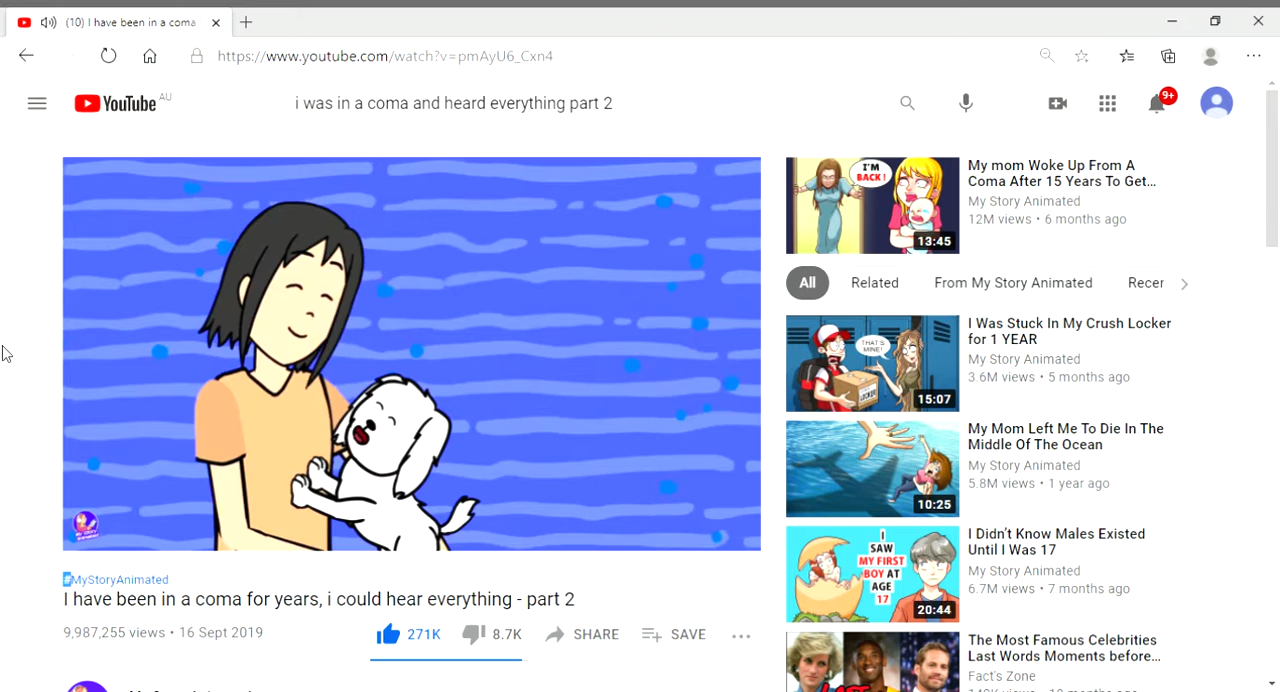 (10) I have been in a coma
https://www.youtube.com/watch?v=pmAyU6_Cxn4
YouTube AU
i was in a coma and heard everything part 2
9+
I'M BACK!
13:45
My mom Woke Up From A
Coma After 15 Years To Get...
My Story Animated
12M views • 6 months ago
All Related From My Story Animated Recer
THAT'S
MINE!
LOCKER
15:07
I Was Stuck In My Crush Locker
for 1 YEAR
My Story Animated
3.6M views • 5 months ago
10:25
My Mom Left Me To Die In The
Middle Of The Ocean
My Story Animated
5.8M views • 1 year ago
I
SAW
MY FIRST
BOY AT
AGE
17
20:44
I Didn't Know Males Existed
Until I Was 17
My Story Animated
6.7M views • 7 months ago
The Most Famous Celebrities
Last Words Moments before...
Fact's Zone
MY STORY
ANIMATED
#MyStoryAnimated
I have been in a coma for years, i could hear everything - part 2
9,987,255 views • 16 Sept 2019
271K 8.7K SHARE SAVE